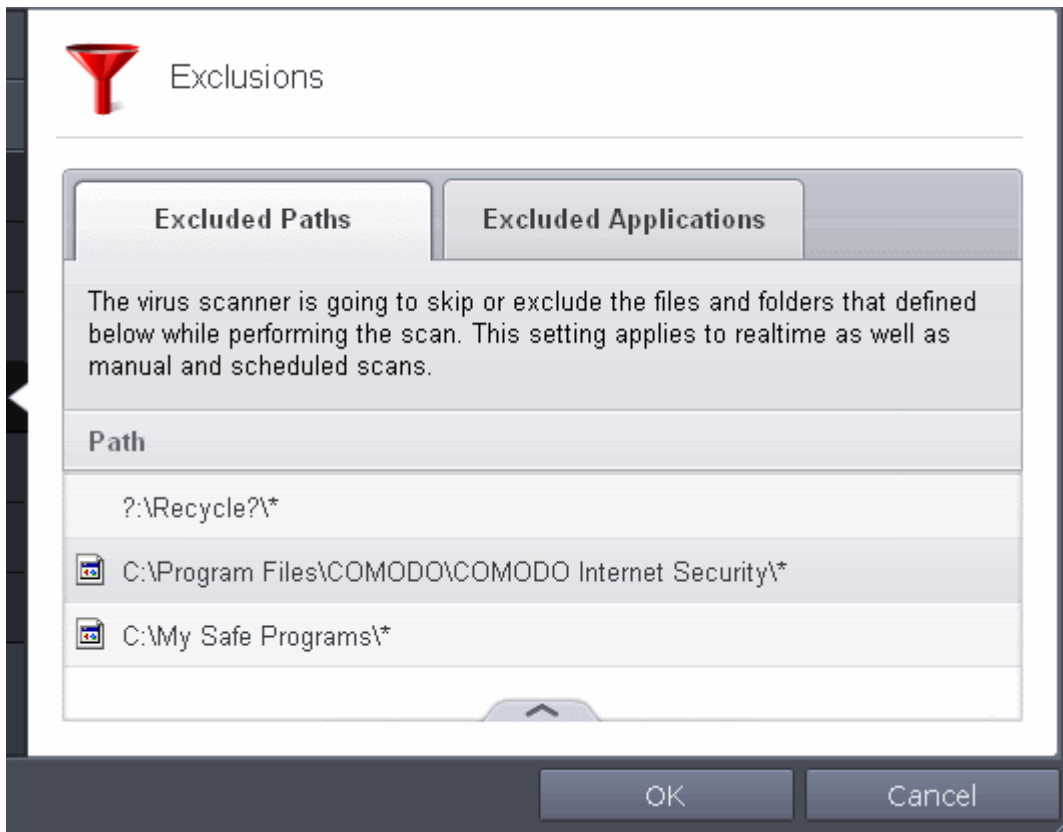 Exclusions
Excluded Paths
Excluded Applications
The virus scanner is going to skip or exclude the files and folders that defined
below while performing the scan. This setting applies to realtime as well as
manual and scheduled scans.
Path
?:\Recycle?\*
C:\Program Files\COMODO\COMODO Internet Security\*
C:\My Safe Programs\*
OK
Cancel